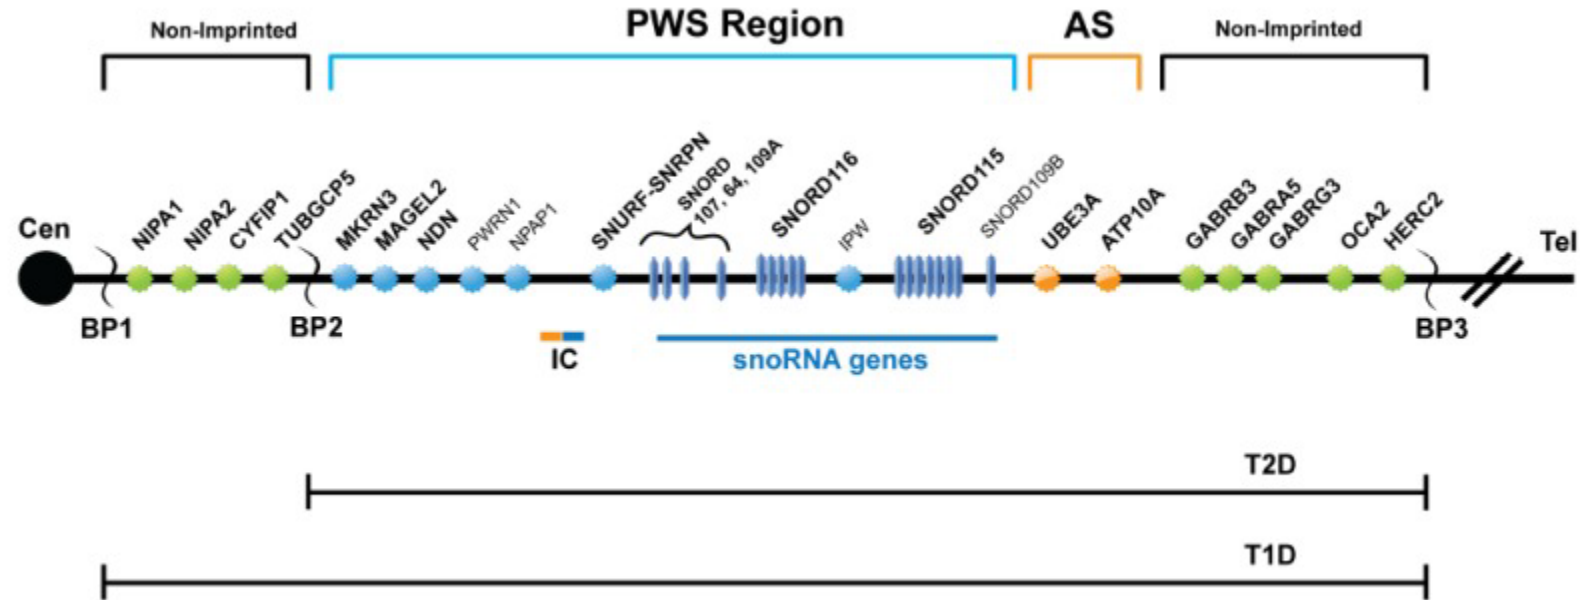 Non-Imprinted
PWS Region
AS
Non-Imprinted
Cen
NIPA1
NIPA2
CYFIP1
TUBGCP5
MKRN3
MAGEL2
NDN
PWRN1
NPAP1
SNURF-SNRPN
SNORD
107, 64, 109A
SNORD116
IPW
SNORD115
SNORD109B
UBE3A
ATP10A
GABRB3
GABRA5
GABRG3
OCA2
HERC2
Tel
BP1
BP2
BP3
IC
snoRNA genes
T2D
T1D